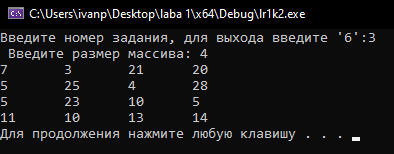 C:\Users\ivanp\Desktop\laba 1\x64\Debug\lr1k2.exe
Введите номер задания, для выхода введите '6':3
Введите размер массива: 4
7 3 21 20
5 25 4 28
5 23 10 5
11 10 13 14
Для продолжения нажмите любую клавишу . . .